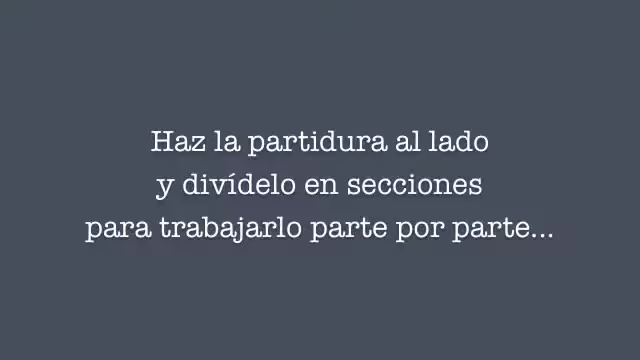 Haz la partidura al lado
y divídelo en secciones
para trabajarlo parte por parte...